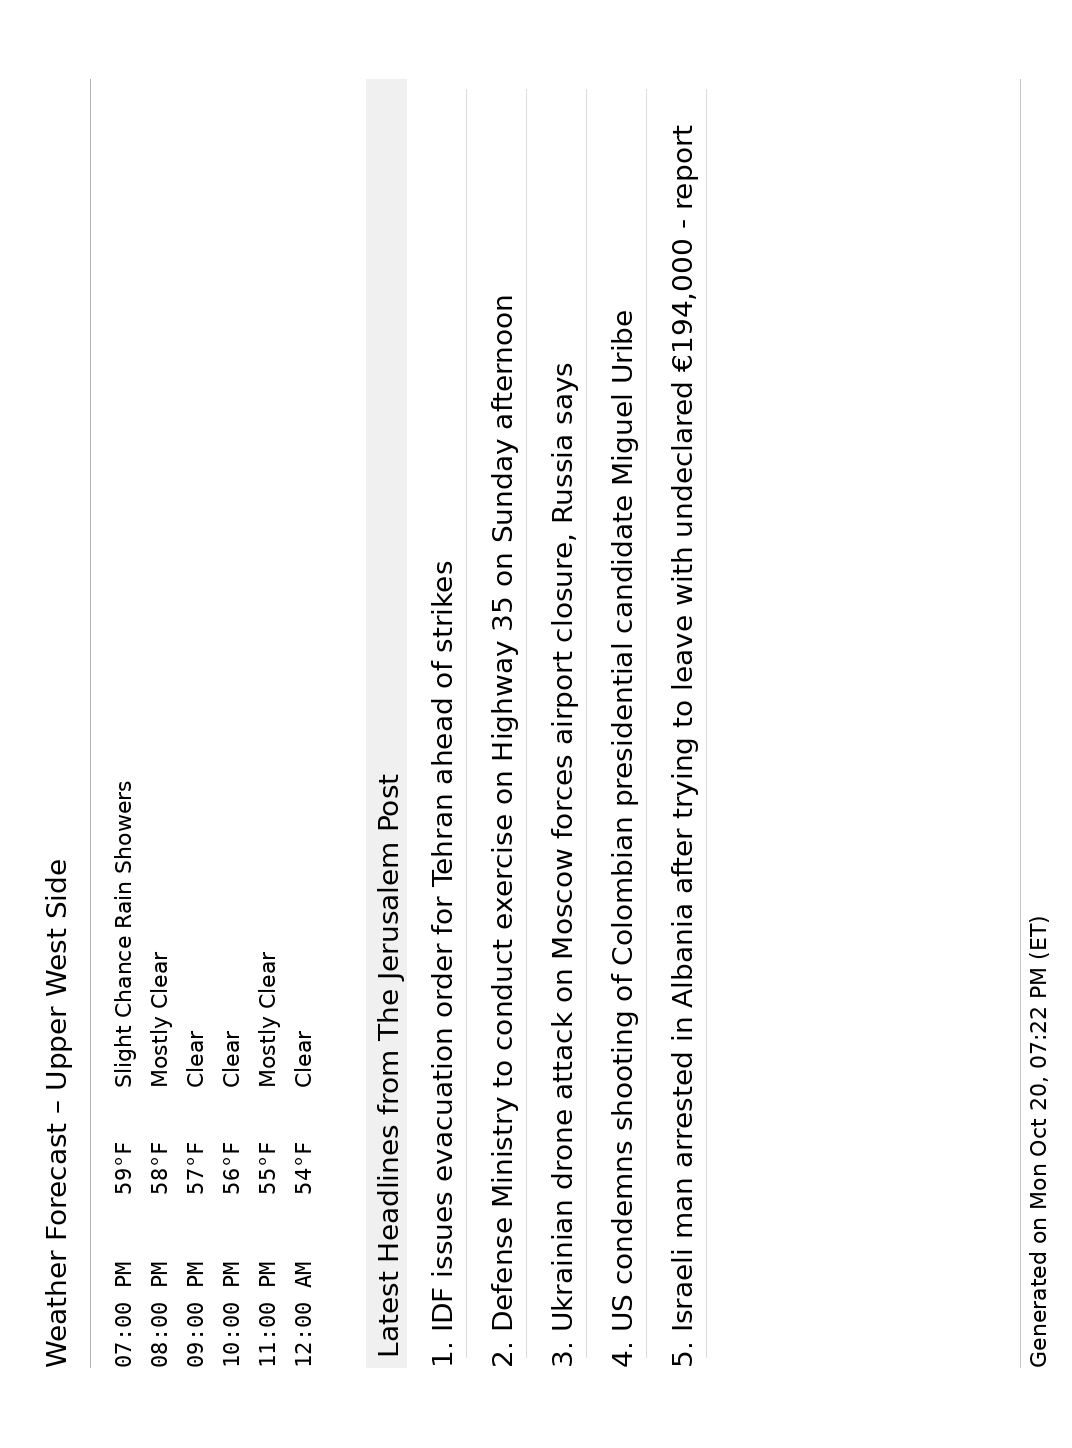 Weather Forecast – Upper West Side
07:00 PM 59°F Slight Chance Rain Showers
08:00 PM 58°F Mostly Clear
09:00 PM 57°F Clear
10:00 PM 56°F Clear
11:00 PM 55°F Mostly Clear
12:00 AM 54°F Clear
Latest Headlines from The Jerusalem Post
1. IDF issues evacuation order for Tehran ahead of strikes
2. Defense Ministry to conduct exercise on Highway 35 on Sunday afternoon
3. Ukrainian drone attack on Moscow forces airport closure, Russia says
4. US condemns shooting of Colombian presidential candidate Miguel Uribe
5. Israeli man arrested in Albania after trying to leave with undeclared €194,000 - report
Generated on Mon Oct 20, 07:22 PM (ET)